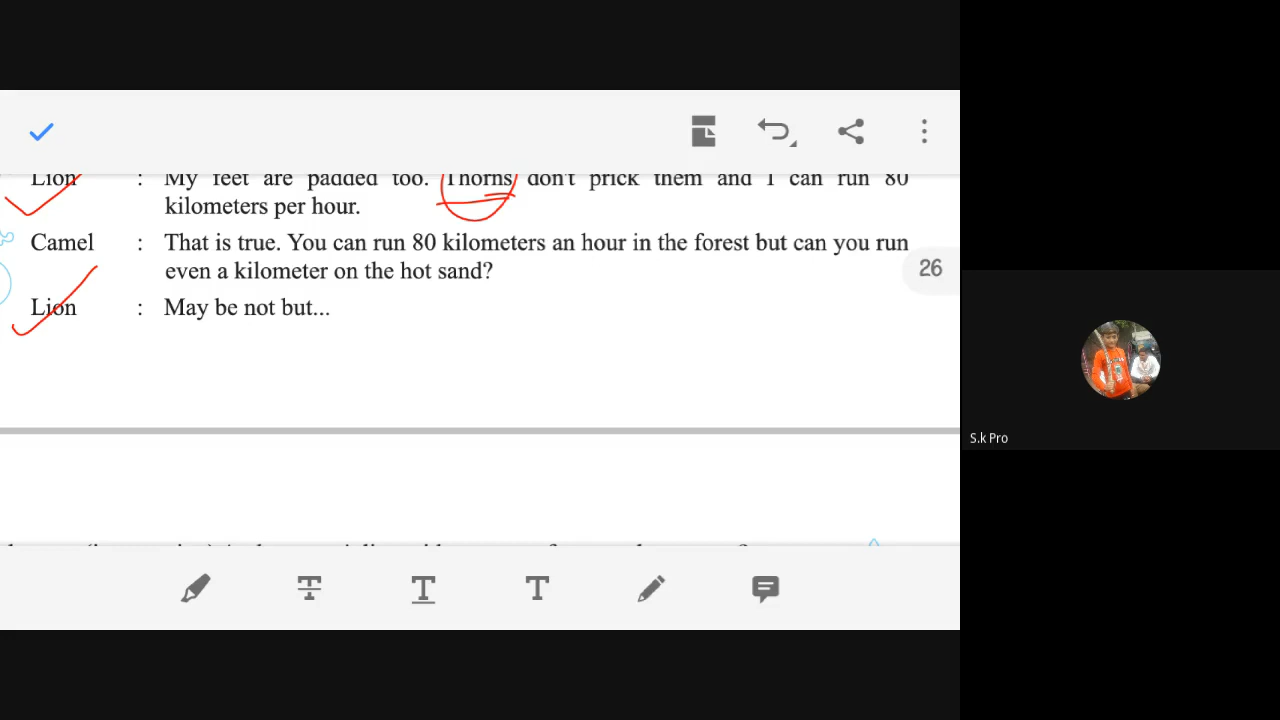 Lion : My feet are padded too. Thorns don't prick them and I can run 80
kilometers per hour.
Camel : That is true. You can run 80 kilometers an hour in the forest but can you run
even a kilometer on the hot sand?
26
Lion : May be not but...
S.k Pro